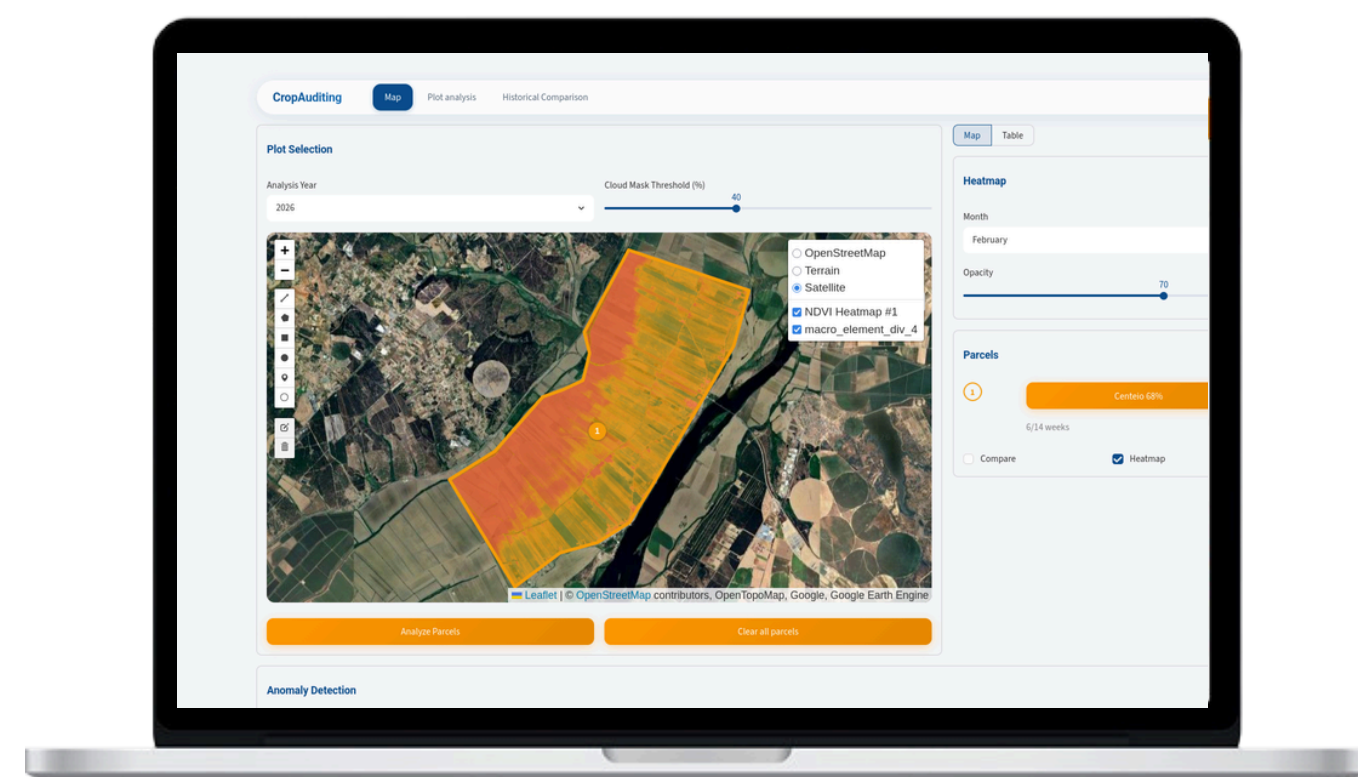 CropAuditing Map Plot analysis Historical Comparison
Plot Selection
Analysis Year
2026
Cloud Mask Threshold (%)
40
+
−
OpenStreetMap
Terrain
Satellite
NDVI Heatmap #1
macro_element_div_4
1
Leaflet | © OpenStreetMap contributors, OpenTopoMap, Google, Google Earth Engine
Analyze Parcels
Clear all parcels
Anomaly Detection
Map Table
Heatmap
Month
February
Opacity
70
Parcels
1
Centeio 68%
6/14 weeks
Compare Heatmap